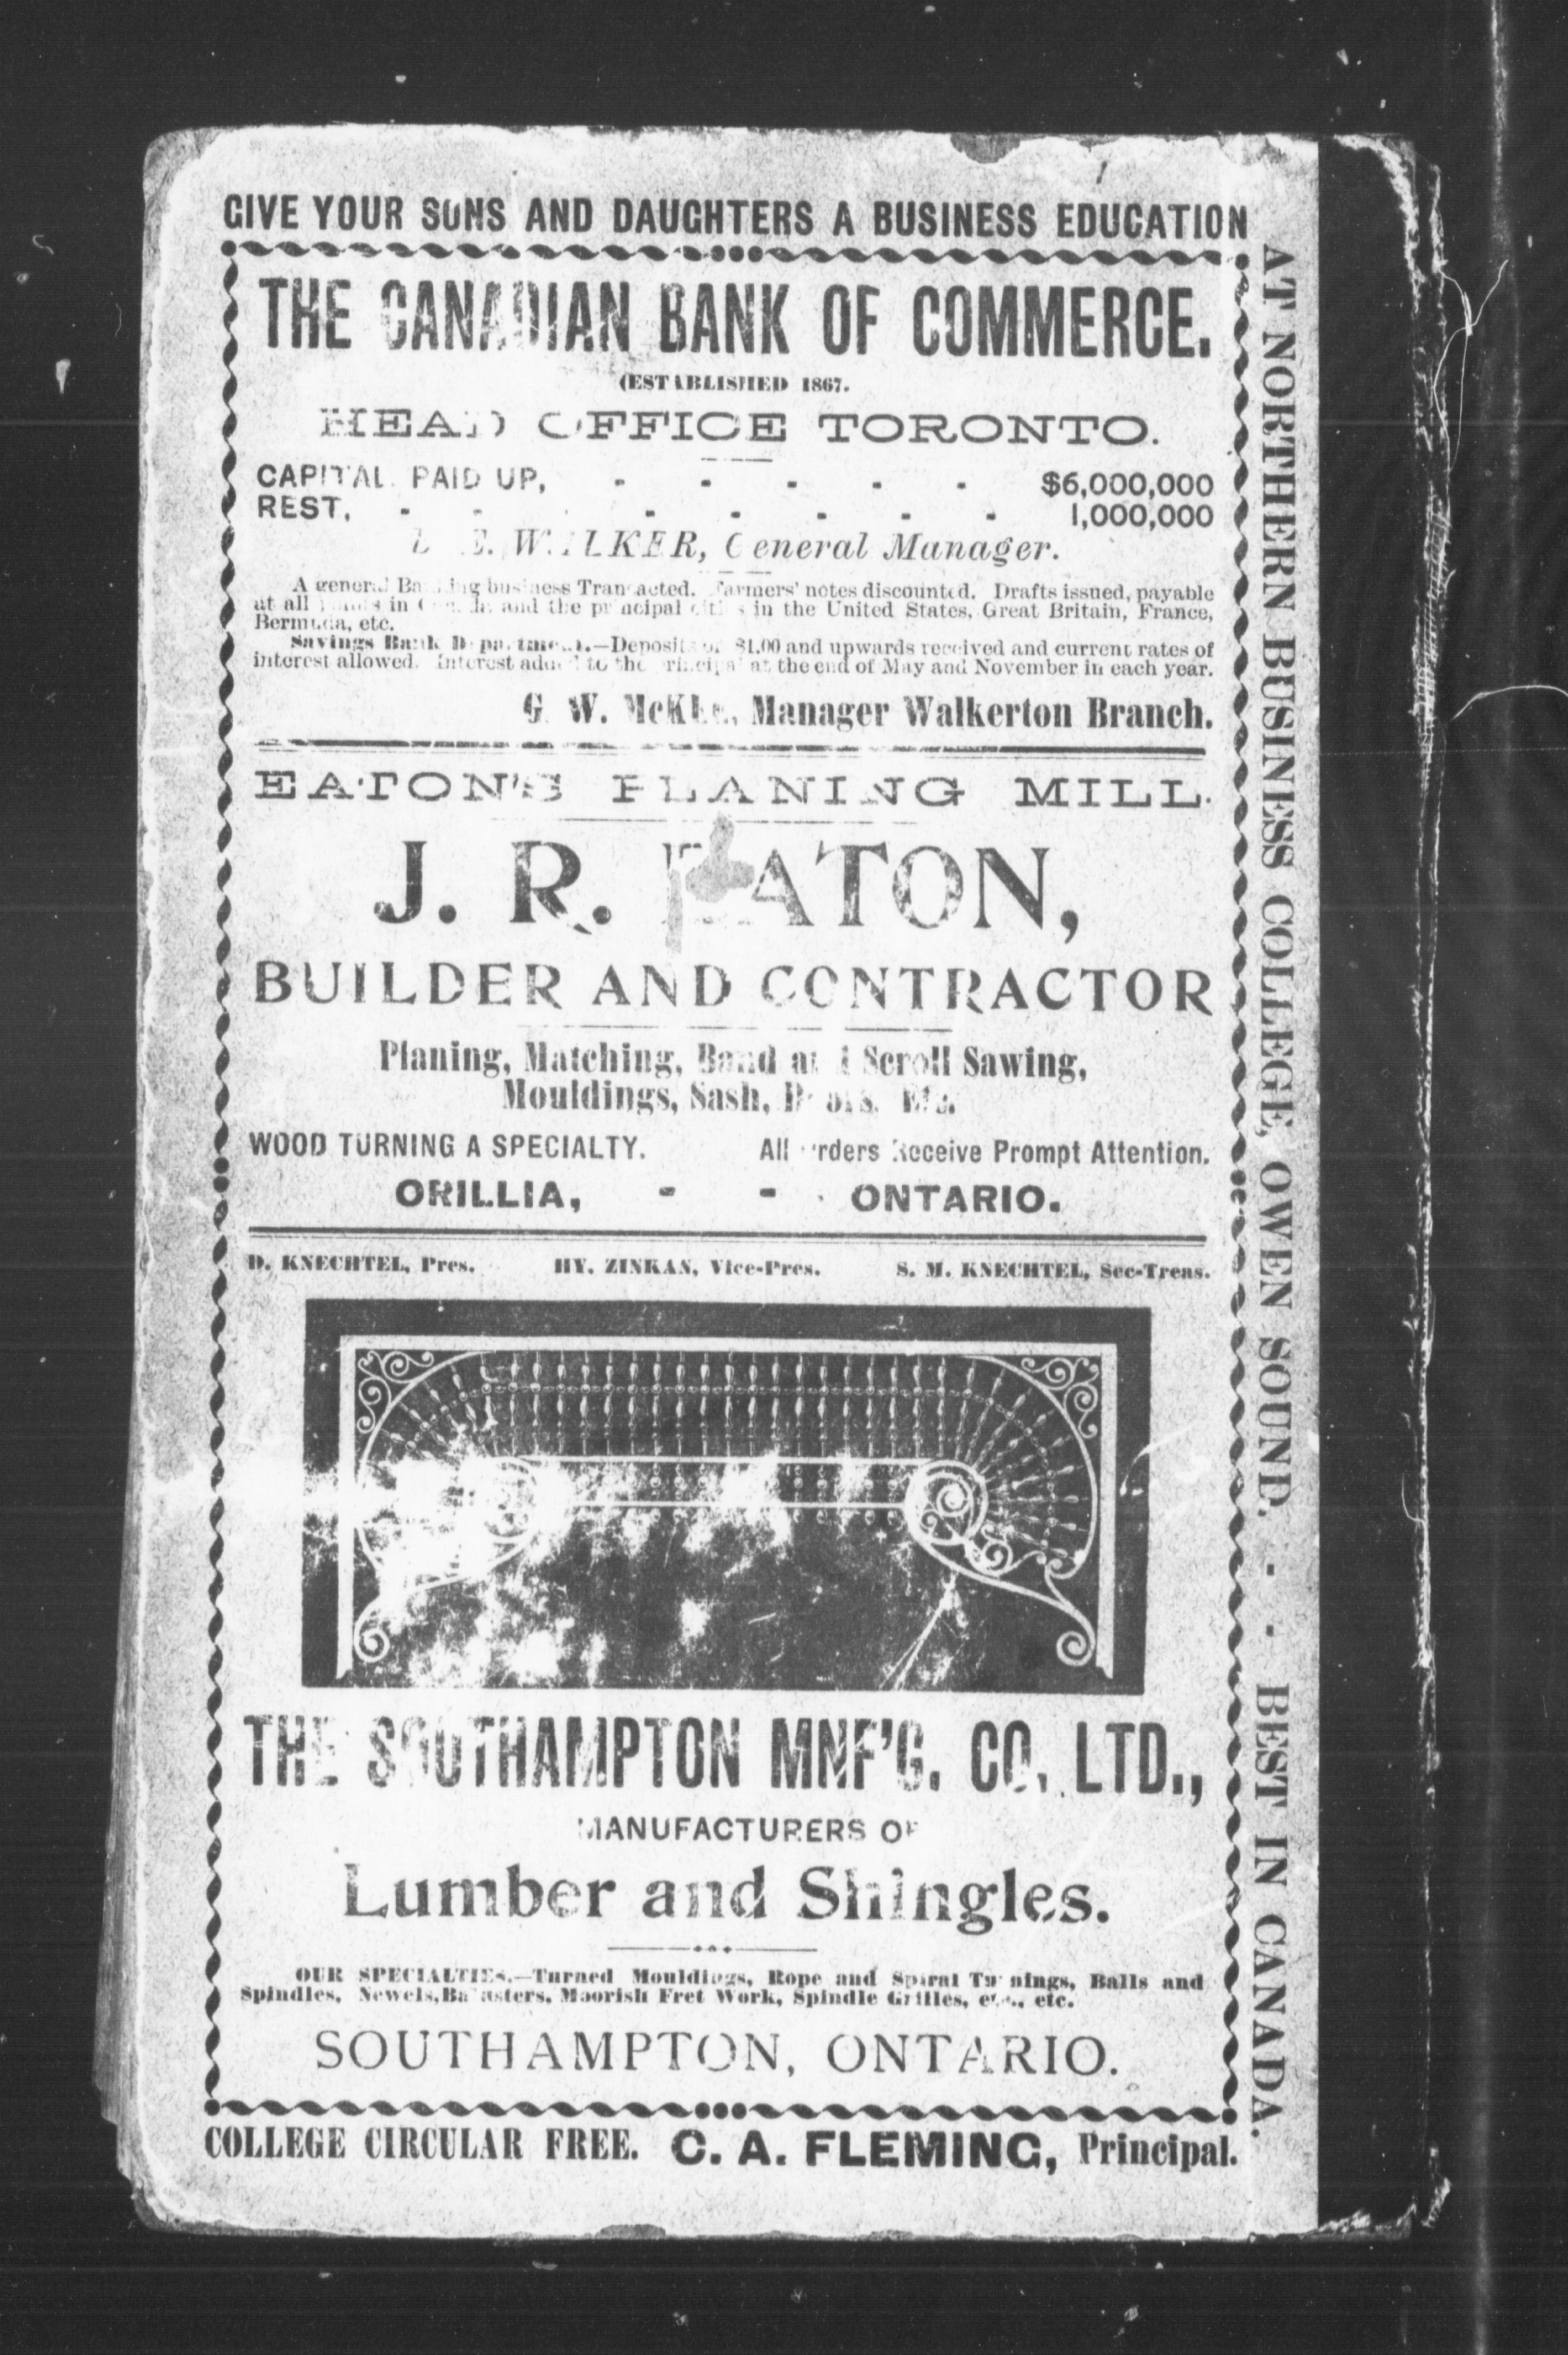 GIVE YOUR SONS AND DAUGHTERS A BUSINESS EDUCATION
THE CANADIAN BANK OF COMMERCE.
(ESTABLISHED 1867.
HEAD OFFICE TORONTO.
CAPITAL PAID UP, - - - - - $6,000,000
REST, - - - - - - - 1,000,000
E. WALKER, General Manager.
A general Banking business Transacted. Farmers' notes discounted. Drafts issued, payable
at all points in Canada and the principal cities in the United States, Great Britain, France,
Bermuda, etc.
Savings Bank Department.—Deposits of $1.00 and upwards received and current rates of
interest allowed. Interest added to the principal at the end of May and November in each year.
G. W. McKee, Manager Walkerton Branch.
EATON'S PLANING MILL.
J. R. EATON,
BUILDER AND CONTRACTOR
Planing, Matching, Band and Scroll Sawing,
Mouldings, Sash, Doors, Etc.
WOOD TURNING A SPECIALTY. All orders Receive Prompt Attention.
ORILLIA, - - - ONTARIO.
D. KNECHTEL, Pres. HY. ZINKAN, Vice-Pres. S. M. KNECHTEL, Sec-Treas.
THE SOUTHAMPTON MNF'G. CO. LTD.,
MANUFACTURERS OF
Lumber and Shingles.
OUR SPECIALTIES.—Turned Mouldings, Rope and Spiral Turnings, Balls and
Spindles, Newels, Balasters, Moorish Fret Work, Spindle Grilles, etc., etc.
SOUTHAMPTON, ONTARIO.
COLLEGE CIRCULAR FREE. C. A. FLEMING, Principal.
AT NORTHERN BUSINESS COLLEGE, OWEN SOUND. - - BEST IN CANADA.